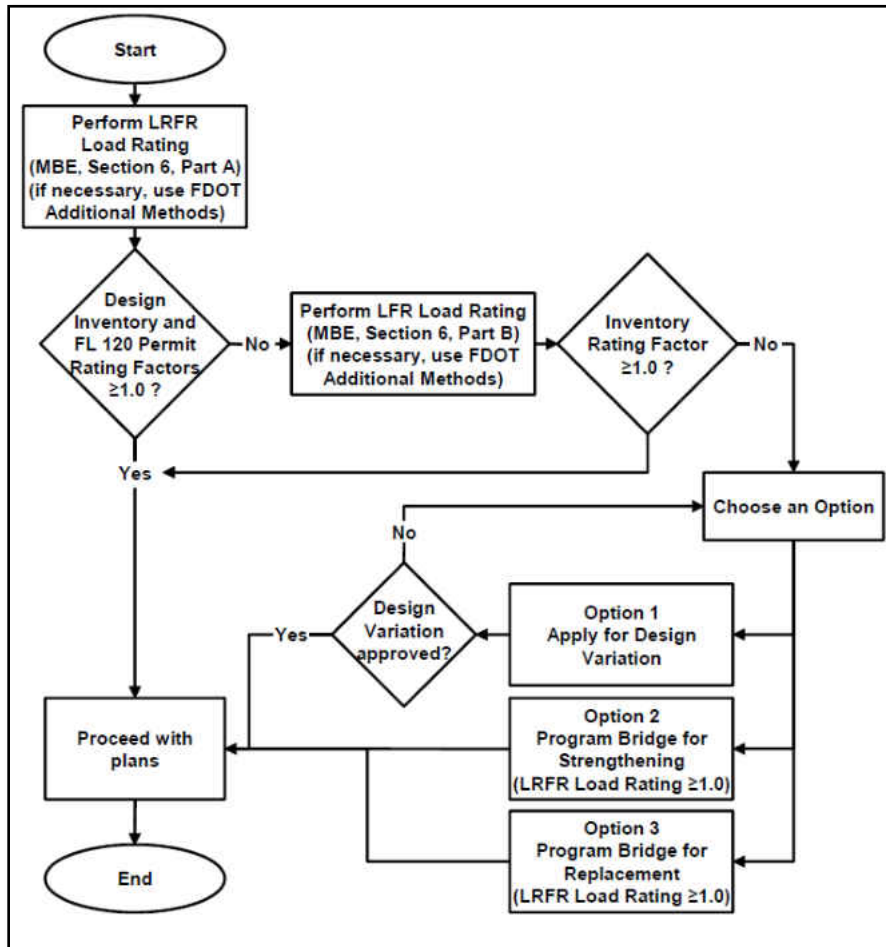 Start
Perform LRFR
Load Rating
(MBE, Section 6, Part A)
(if necessary, use FDOT
Additional Methods)
Design
Inventory and
FL 120 Permit
Rating Factors
≥1.0 ?
No
Perform LFR Load Rating
(MBE, Section 6, Part B)
(if necessary, use FDOT
Additional Methods)
Inventory
Rating Factor
≥1.0 ?
No
Yes
Choose an Option
No
Design
Variation
approved?
Yes
Option 1
Apply for Design
Variation
Option 2
Program Bridge for
Strengthening
(LRFR Load Rating ≥1.0)
Option 3
Program Bridge for
Replacement
(LRFR Load Rating ≥1.0)
Proceed with
plans
End